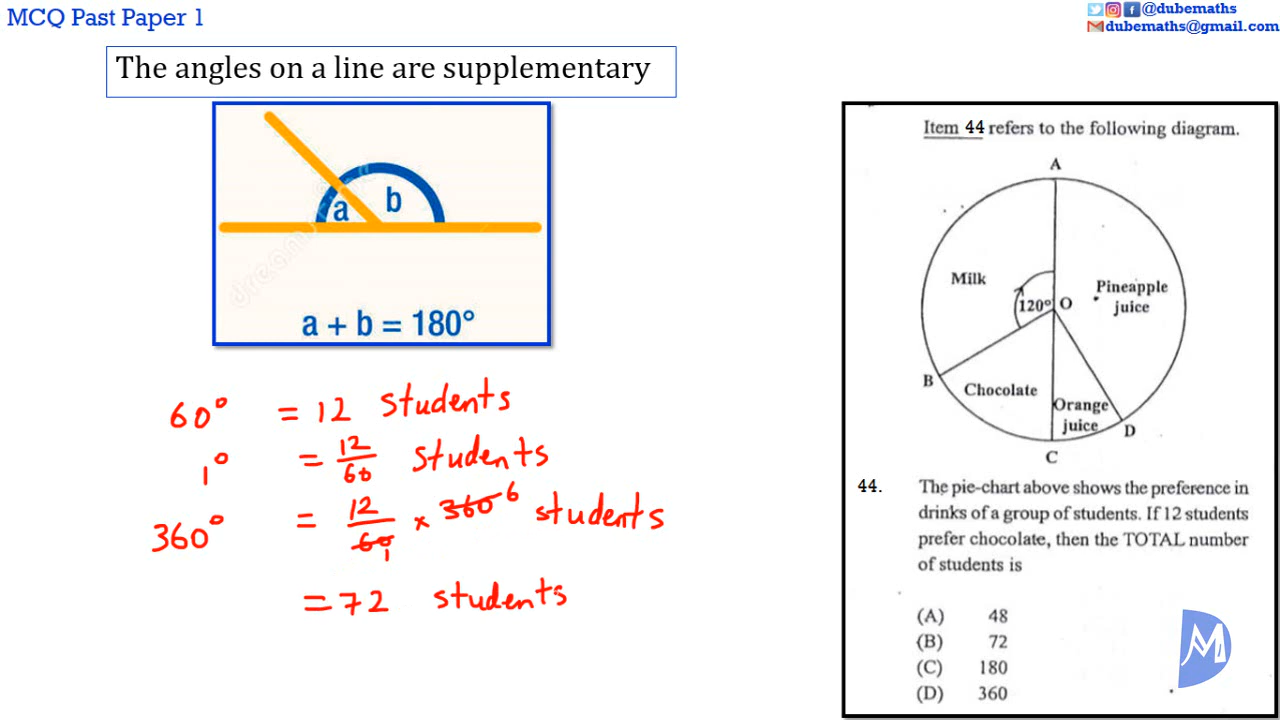 MCQ Past Paper 1
@dubemaths
dubemaths@gmail.com
The angles on a line are supplementary
a
b
a + b = 180°
60° = 12 students
1° = 12/60 students
360° = 12/60 1 × 360 6 students
= 72 students
Item 44 refers to the following diagram.
A
Milk
Pineapple
juice
120°
O
B
Chocolate
Orange
juice
D
C
44. The pie-chart above shows the preference in
drinks of a group of students. If 12 students
prefer chocolate, then the TOTAL number
of students is
(A) 48
(B) 72
(C) 180
(D) 360
DM